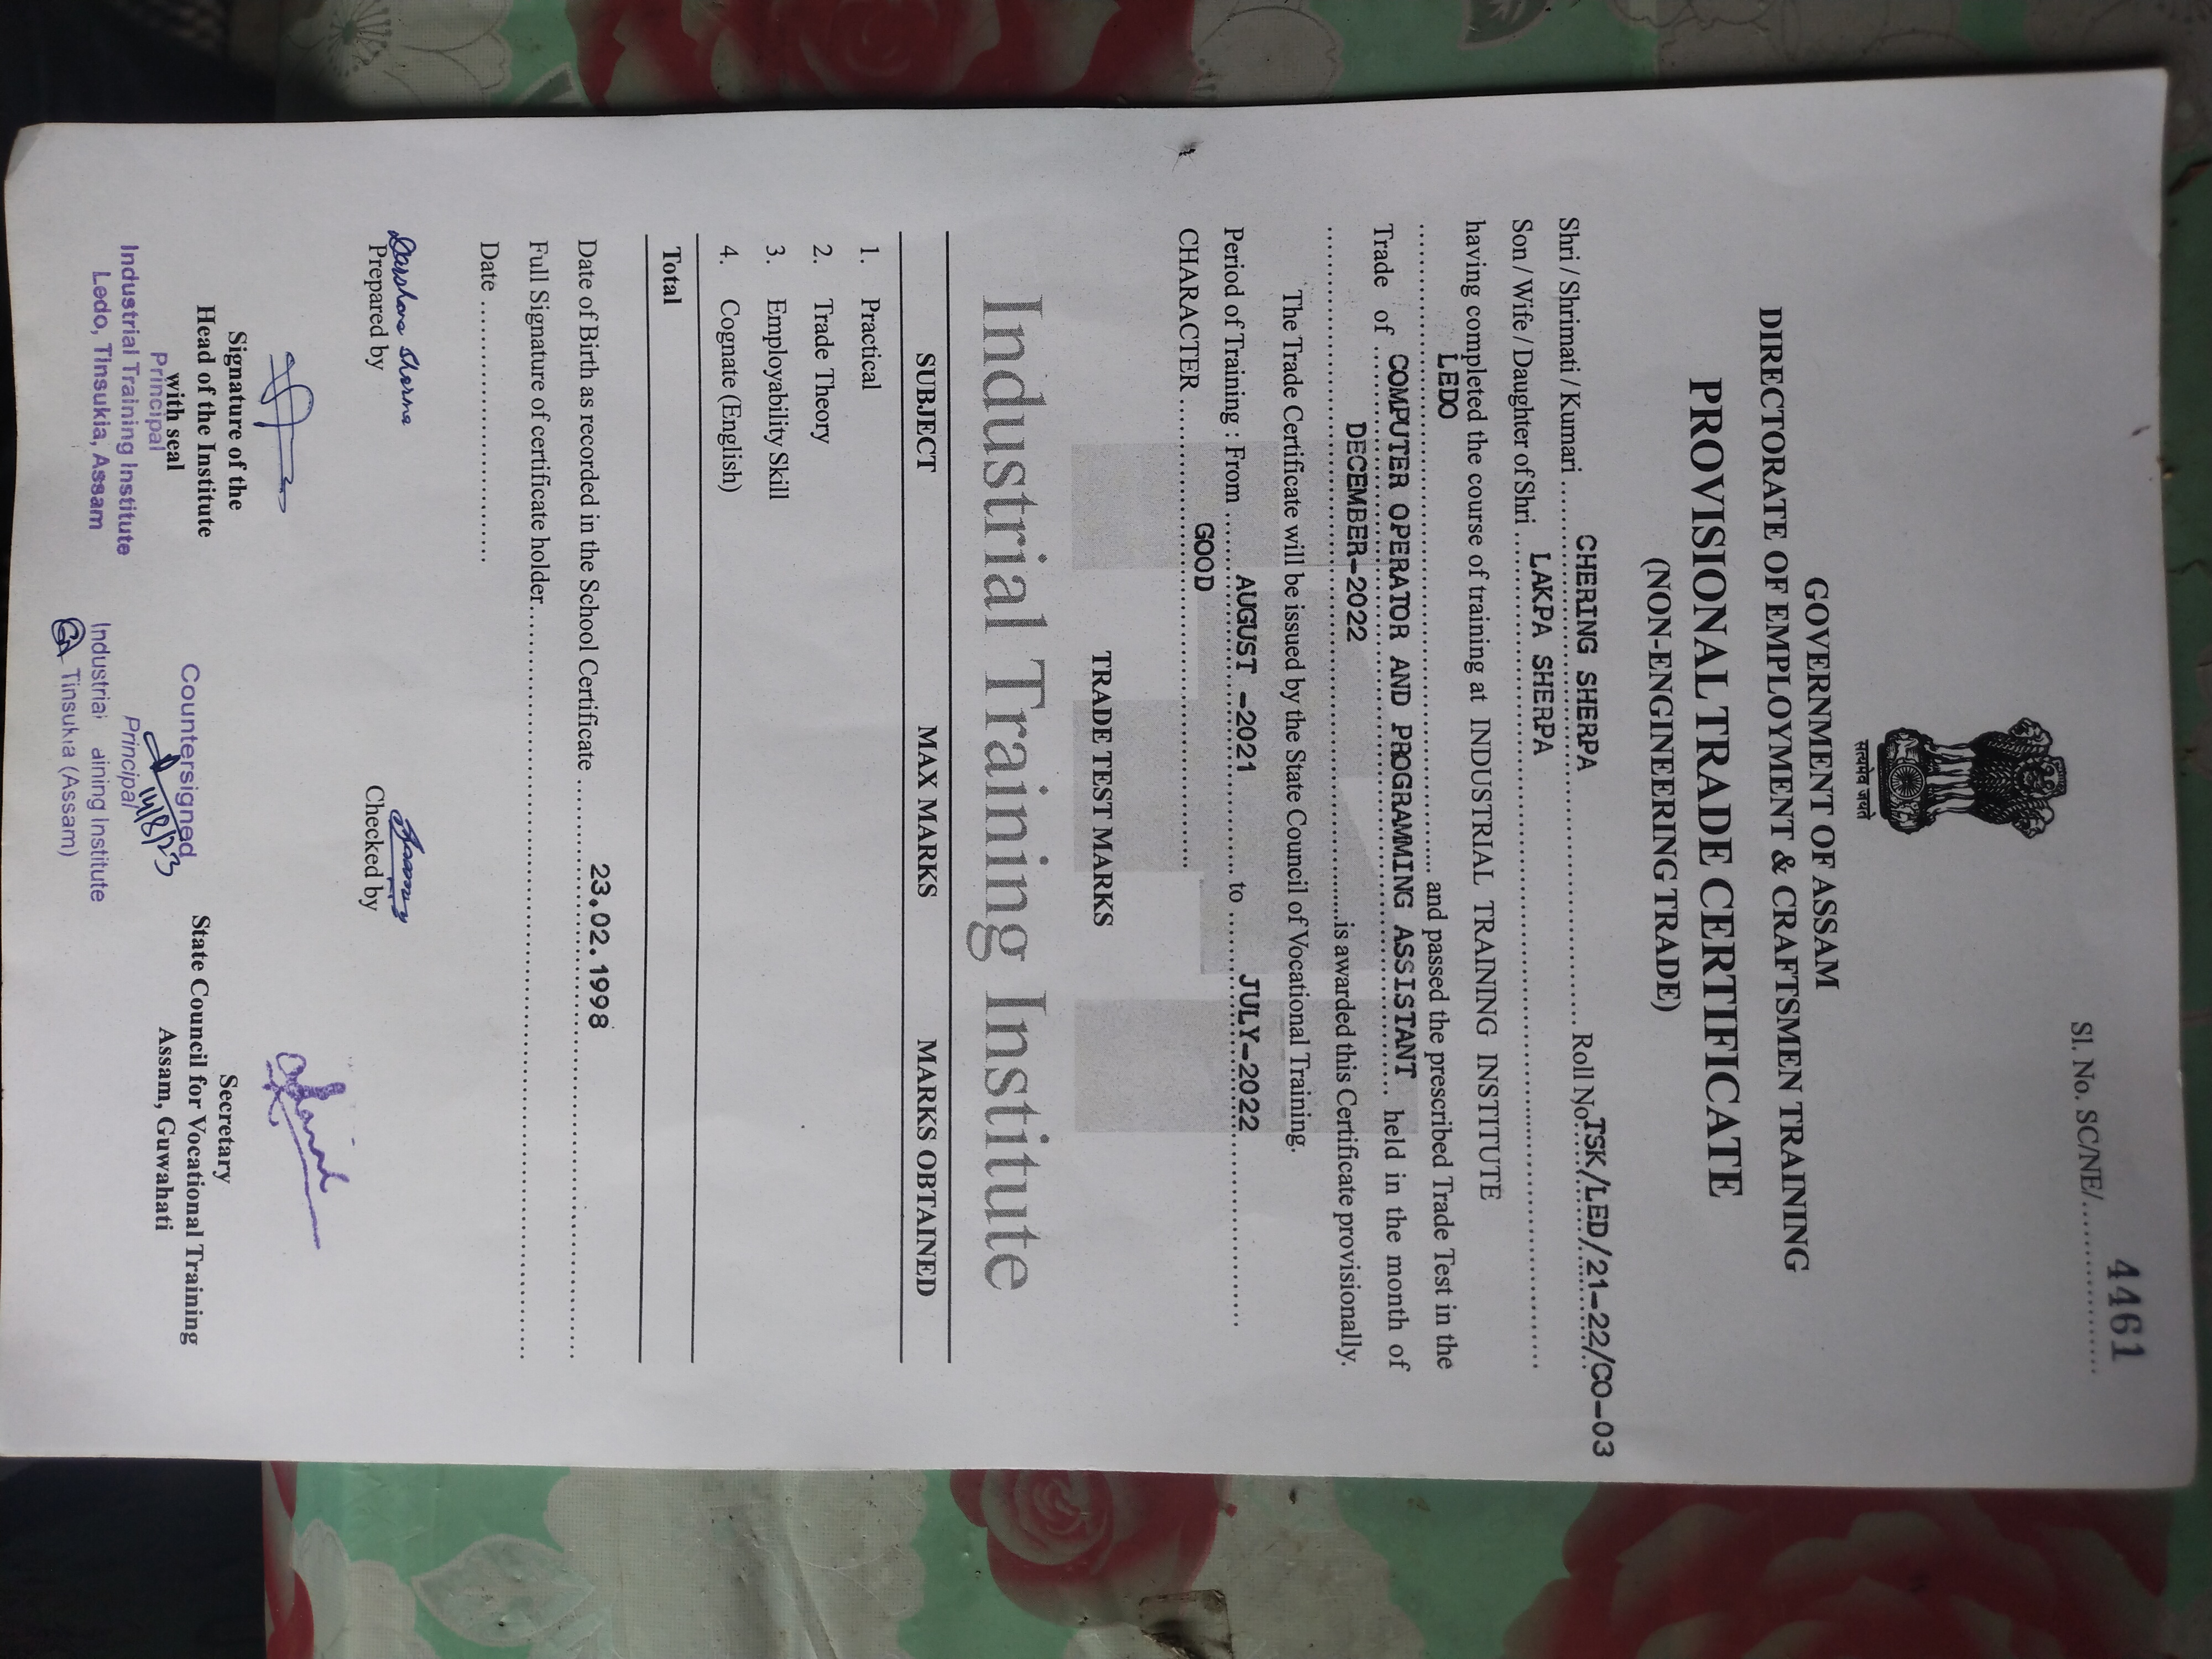 4461
Sl. No. SC/NE/....................
सत्यमेव जयते
GOVERNMENT OF ASSAM
DIRECTORATE OF EMPLOYMENT & CRAFTSMEN TRAINING
PROVISIONAL TRADE CERTIFICATE
(NON-ENGINEERING TRADE)
Shri / Shrimati / Kumari CHERING SHERPA Roll No TSK/LED/21-22/CO-03
Son / Wife / Daughter of Shri LAKPA SHERPA
having completed the course of training at INDUSTRIAL TRAINING INSTITUTE
LEDO and passed the prescribed Trade Test in the
Trade of COMPUTER OPERATOR AND PROGRAMMING ASSISTANT held in the month of
DECEMBER-2022 is awarded this Certificate provisionally.
The Trade Certificate will be issued by the State Council of Vocational Training.
Period of Training : From AUGUST -2021 to JULY-2022
CHARACTER GOOD
ITI
TRADE TEST MARKS
Industrial Training Institute
SUBJECT MAX MARKS MARKS OBTAINED
1. Practical
2. Trade Theory
3. Employability Skill
4. Cognate (English)
Total
Date of Birth as recorded in the School Certificate 23.02.1998
Full Signature of certificate holder
Date
Darshana Sharma
Prepared by
Checked by
Signature of the
Head of the Institute
with seal
Principal
Industrial Training Institute
Ledo, Tinsukia, Assam
Countersigned
14/8/23
Principal
Industrial aining Institute
Tinsukia (Assam)
Secretary
State Council for Vocational Training
Assam, Guwahati